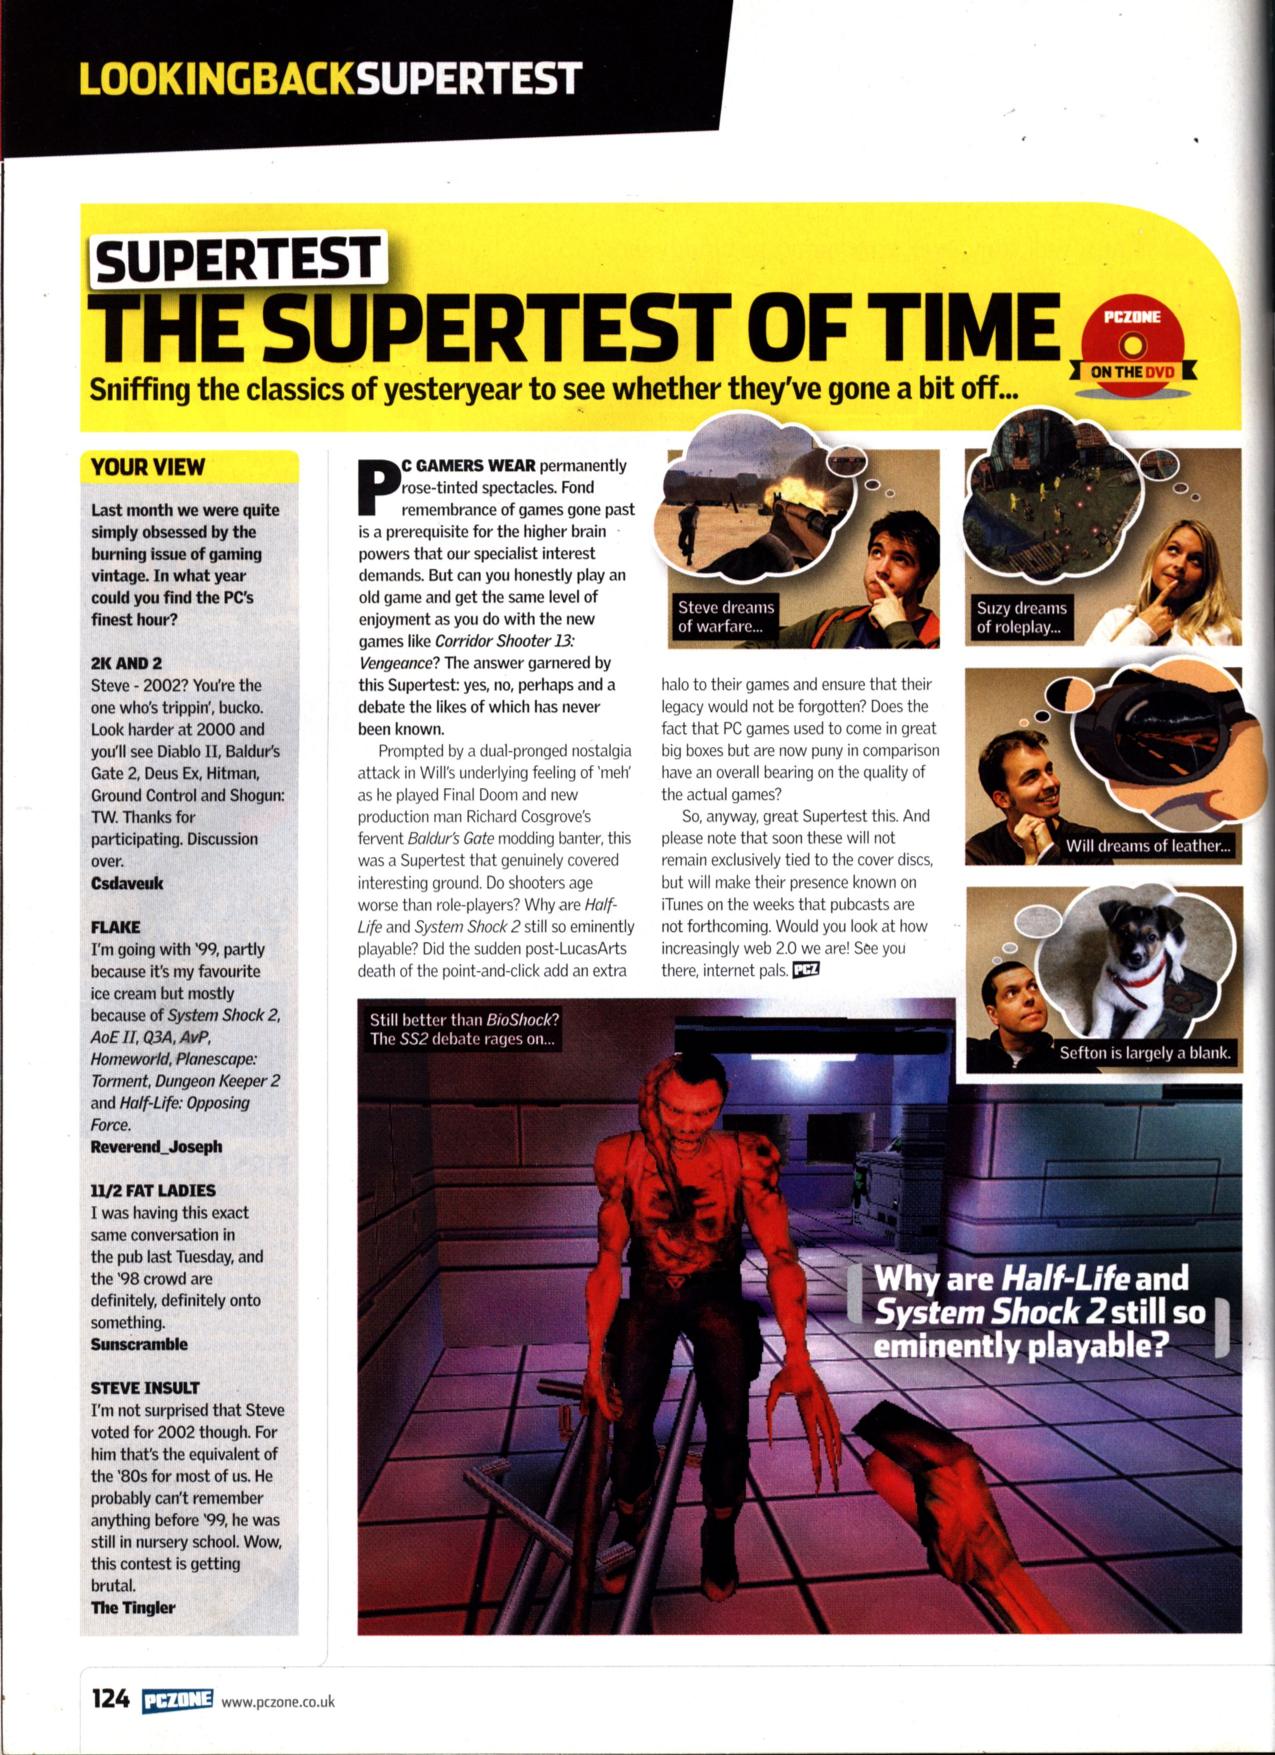 LOOKINGBACKSUPERTEST
SUPERTEST
THE SUPERTEST OF TIME
Sniffing the classics of yesteryear to see whether they've gone a bit off...
PCZONE
ON THE DVD
YOUR VIEW
Last month we were quite
simply obsessed by the
burning issue of gaming
vintage. In what year
could you find the PC's
finest hour?
2K AND 2
Steve - 2002? You're the
one who's trippin', bucko.
Look harder at 2000 and
you'll see Diablo II, Baldur's
Gate 2, Deus Ex, Hitman,
Ground Control and Shogun:
TW. Thanks for
participating. Discussion
over.
Csdaveuk
FLAKE
I'm going with '99, partly
because it's my favourite
ice cream but mostly
because of System Shock 2,
AoE II, Q3A, AvP,
Homeworld, Planescape:
Torment, Dungeon Keeper 2
and Half-Life: Opposing
Force.
Reverend_Joseph
11/2 FAT LADIES
I was having this exact
same conversation in
the pub last Tuesday, and
the '98 crowd are
definitely, definitely onto
something.
Sunscramble
STEVE INSULT
I'm not surprised that Steve
voted for 2002 though. For
him that's the equivalent of
the '80s for most of us. He
probably can't remember
anything before '99, he was
still in nursery school. Wow,
this contest is getting
brutal.
The Tingler
PC GAMERS WEAR permanently
rose-tinted spectacles. Fond
remembrance of games gone past
is a prerequisite for the higher brain
powers that our specialist interest
demands. But can you honestly play an
old game and get the same level of
enjoyment as you do with the new
games like Corridor Shooter 13:
Vengeance? The answer garnered by
this Supertest: yes, no, perhaps and a
debate the likes of which has never
been known.
Prompted by a dual-pronged nostalgia
attack in Will's underlying feeling of 'meh'
as he played Final Doom and new
production man Richard Cosgrove's
fervent Baldur's Gate modding banter, this
was a Supertest that genuinely covered
interesting ground. Do shooters age
worse than role-players? Why are Half-
Life and System Shock 2 still so eminently
playable? Did the sudden post-LucasArts
death of the point-and-click add an extra
halo to their games and ensure that their
legacy would not be forgotten? Does the
fact that PC games used to come in great
big boxes but are now puny in comparison
have an overall bearing on the quality of
the actual games?
So, anyway, great Supertest this. And
please note that soon these will not
remain exclusively tied to the cover discs,
but will make their presence known on
iTunes on the weeks that pubcasts are
not forthcoming. Would you look at how
increasingly web 2.0 we are! See you
there, internet pals. PCZ
Steve dreams
of warfare...
Suzy dreams
of roleplay...
Will dreams of leather...
Sefton is largely a blank.
Still better than BioShock?
The SS2 debate rages on...
Why are Half-Life and
System Shock 2 still so
eminently playable?
124 PCZONE www.pczone.co.uk